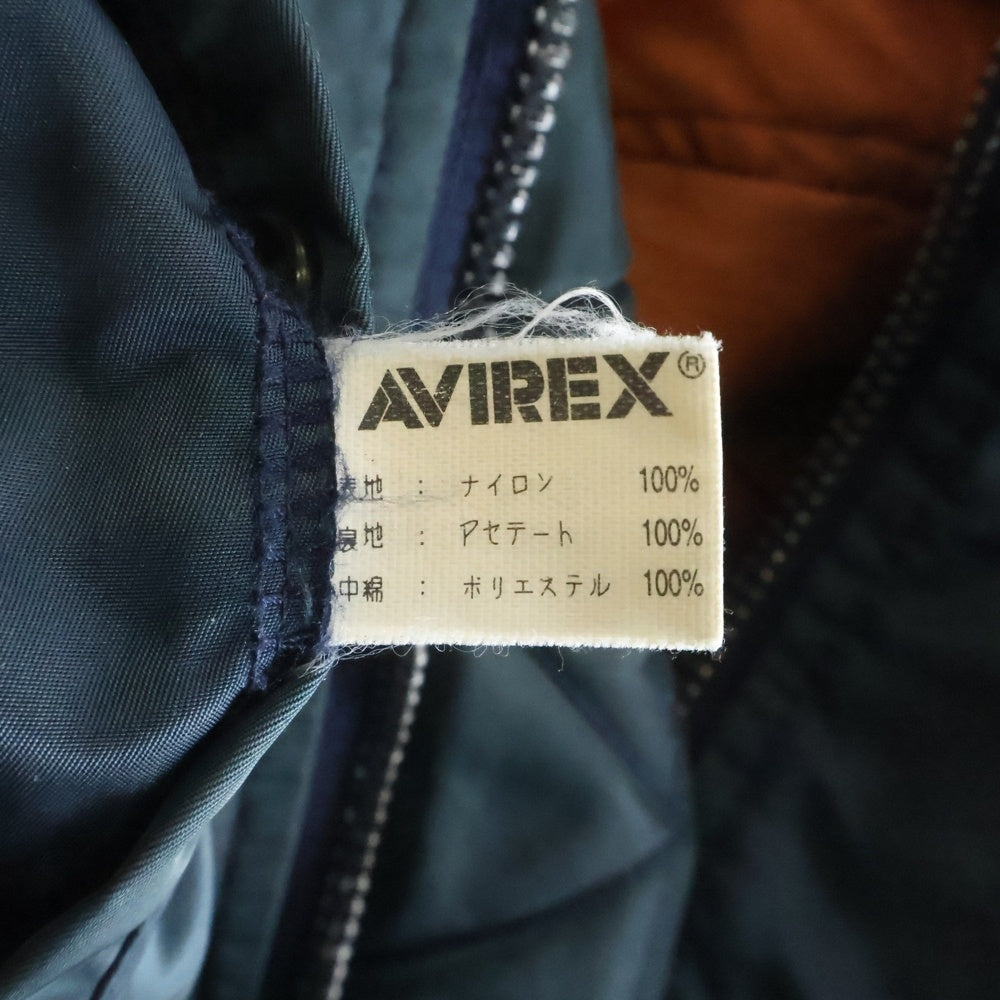 AVIREX®
表地 : ナイロン 100%
裏地 : アセテート 100%
中綿 : ポリエステル 100%